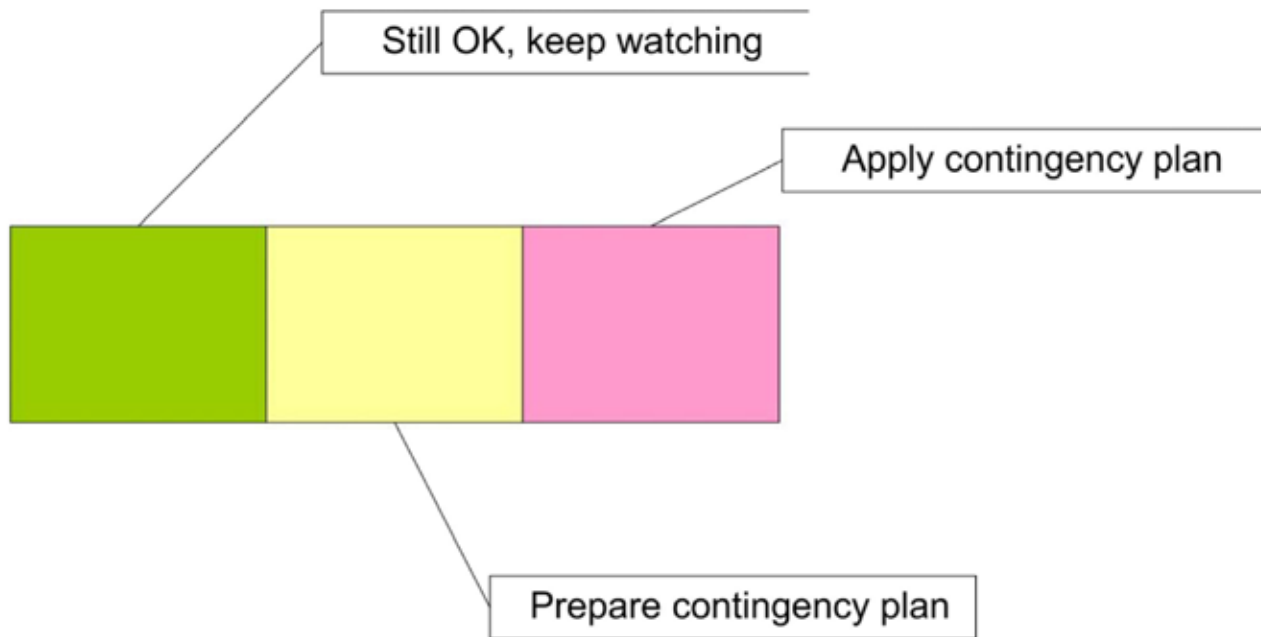 Still OK, keep watching
Apply contingency plan
Prepare contingency plan